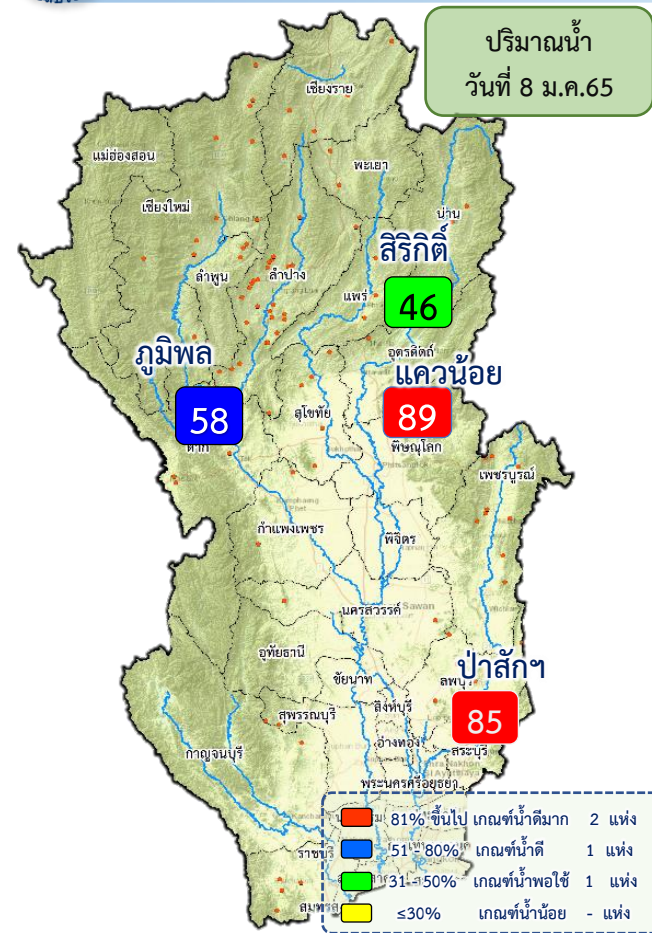 ปริมาณน้ำ
วันที่ 8 ม.ค.65
เชียงราย
แม่ฮ่องสอน
พะเยา
เชียงใหม่
น่าน
สิริกิติ์
ลำพูน
ลำปาง
แพร่
46
อุตรดิตถ์
ภูมิพล
แควน้อย
58
สุโขทัย
89
ตาก
พิษณุโลก
เพชรบูรณ์
กำแพงเพชร
พิจิตร
นครสวรรค์
Sawan
อุทัยธานี
ชัยนาท
ป่าสักฯ
ลพบุรี
สิงห์บุรี
สุพรรณบุรี
85
อ่างทอง
สระบุรี
กาญจนบุรี
พระนครศรีอยุธยา
81% ขึ้นไป เกณฑ์น้ำดีมาก 2 แห่ง
51 - 80% เกณฑ์น้ำดี 1 แห่ง
ราชบุรี
31 - 50% เกณฑ์น้ำพอใช้ 1 แห่ง
≤30% เกณฑ์น้ำน้อย - แห่ง